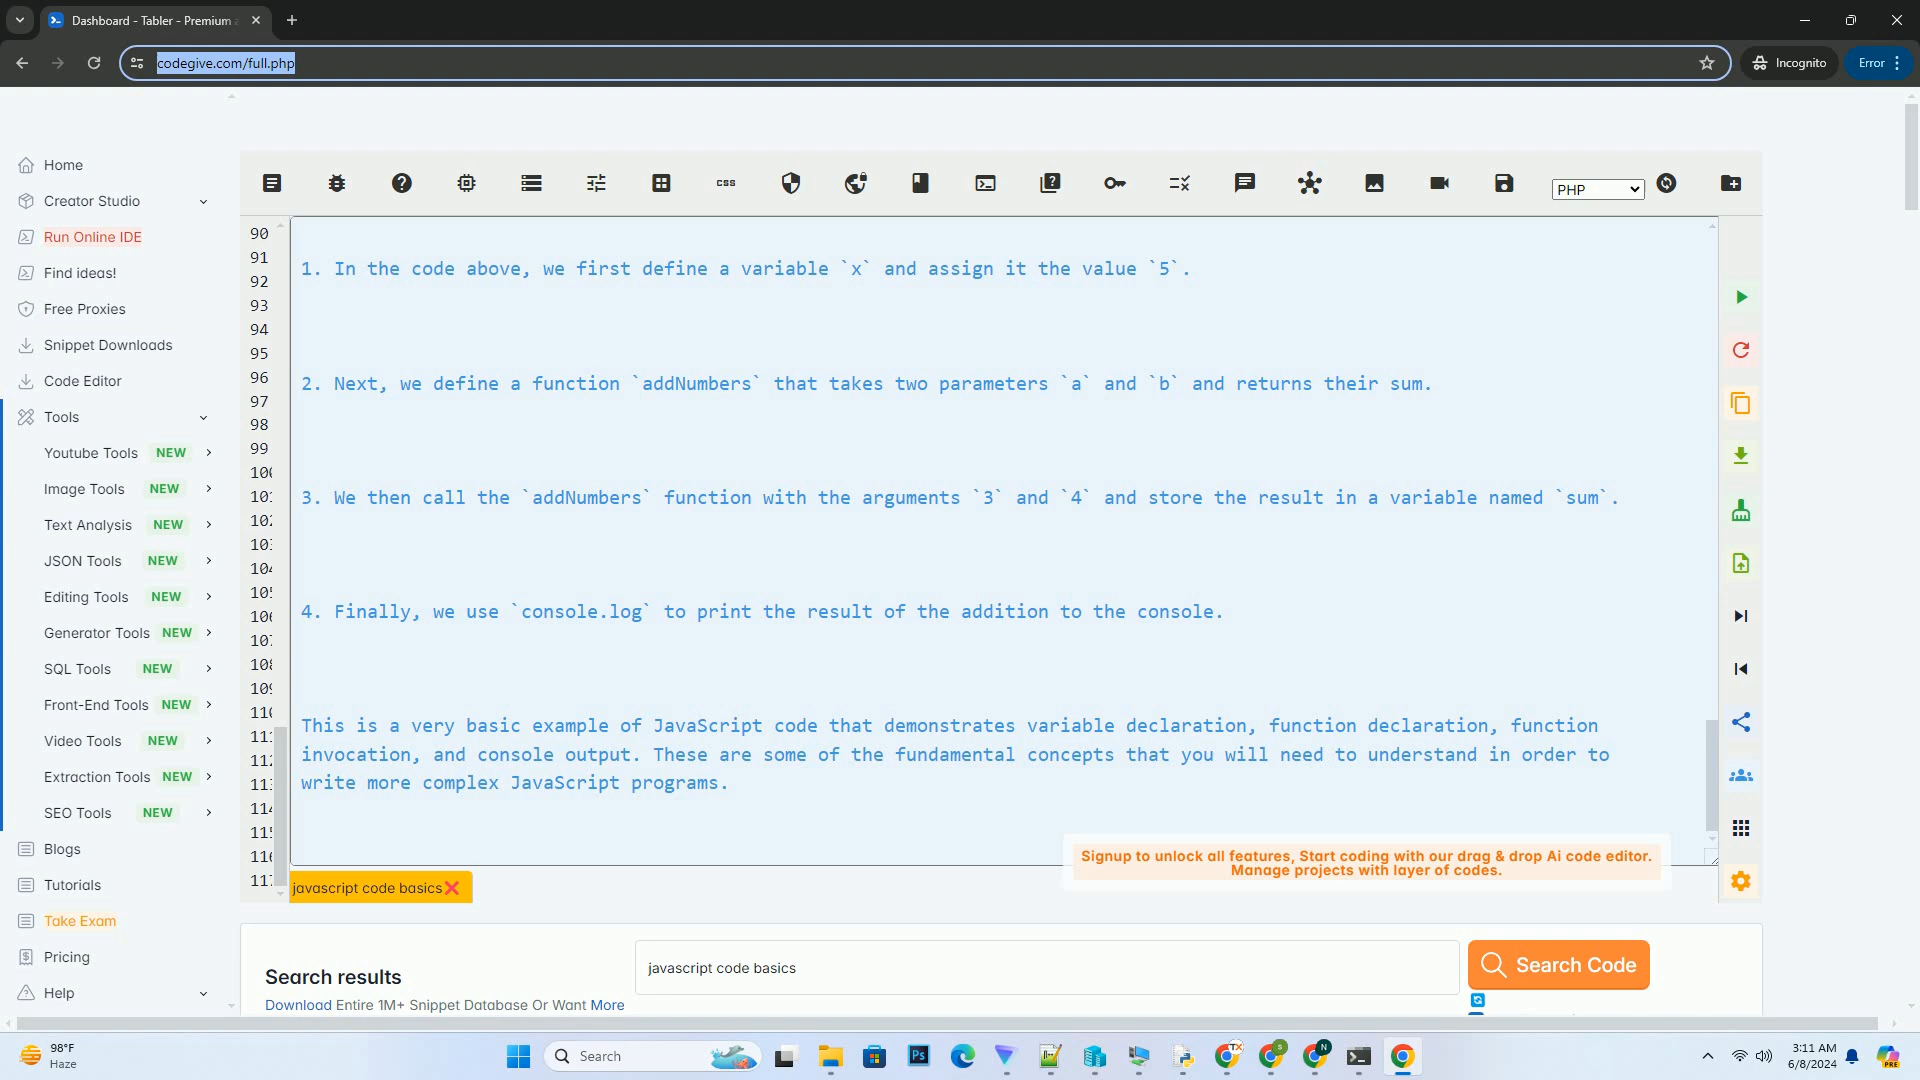 Dashboard - Tabler - Premium
codegive.com/full.php
Incognito
Error
Home
Creator Studio
Run Online IDE
Find ideas!
Free Proxies
Snippet Downloads
Code Editor
Tools
Youtube Tools NEW
Image Tools NEW
Text Analysis NEW
JSON Tools NEW
Editing Tools NEW
Generator Tools NEW
SQL Tools NEW
Front-End Tools NEW
Video Tools NEW
Extraction Tools NEW
SEO Tools NEW
Blogs
Tutorials
Take Exam
Pricing
Help
css
PHP
90
91
92
93
94
95
96
97
98
99
1. In the code above, we first define a variable `x` and assign it the value `5`.
2. Next, we define a function `addNumbers` that takes two parameters `a` and `b` and returns their sum.
3. We then call the `addNumbers` function with the arguments `3` and `4` and store the result in a variable named `sum`.
4. Finally, we use `console.log` to print the result of the addition to the console.
This is a very basic example of JavaScript code that demonstrates variable declaration, function declaration, function
invocation, and console output. These are some of the fundamental concepts that you will need to understand in order to
write more complex JavaScript programs.
Signup to unlock all features, Start coding with our drag & drop Ai code editor.
Manage projects with layer of codes.
javascript code basics
Search results
Download Entire 1M+ Snippet Database Or Want More
javascript code basics
Search Code
98°F
Haze
Search
3:11 AM
6/8/2024